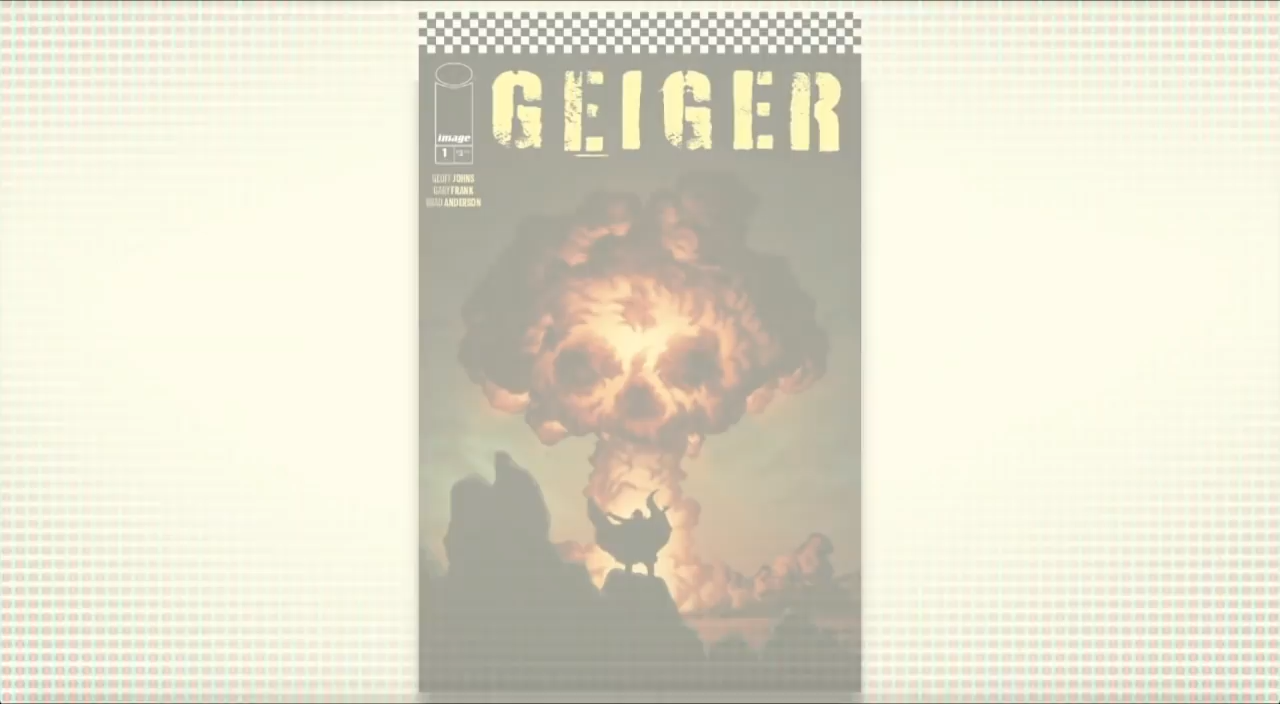 GEIGER
image
1
GEOFF JOHNS
GARY FRANK
BRAD ANDERSON